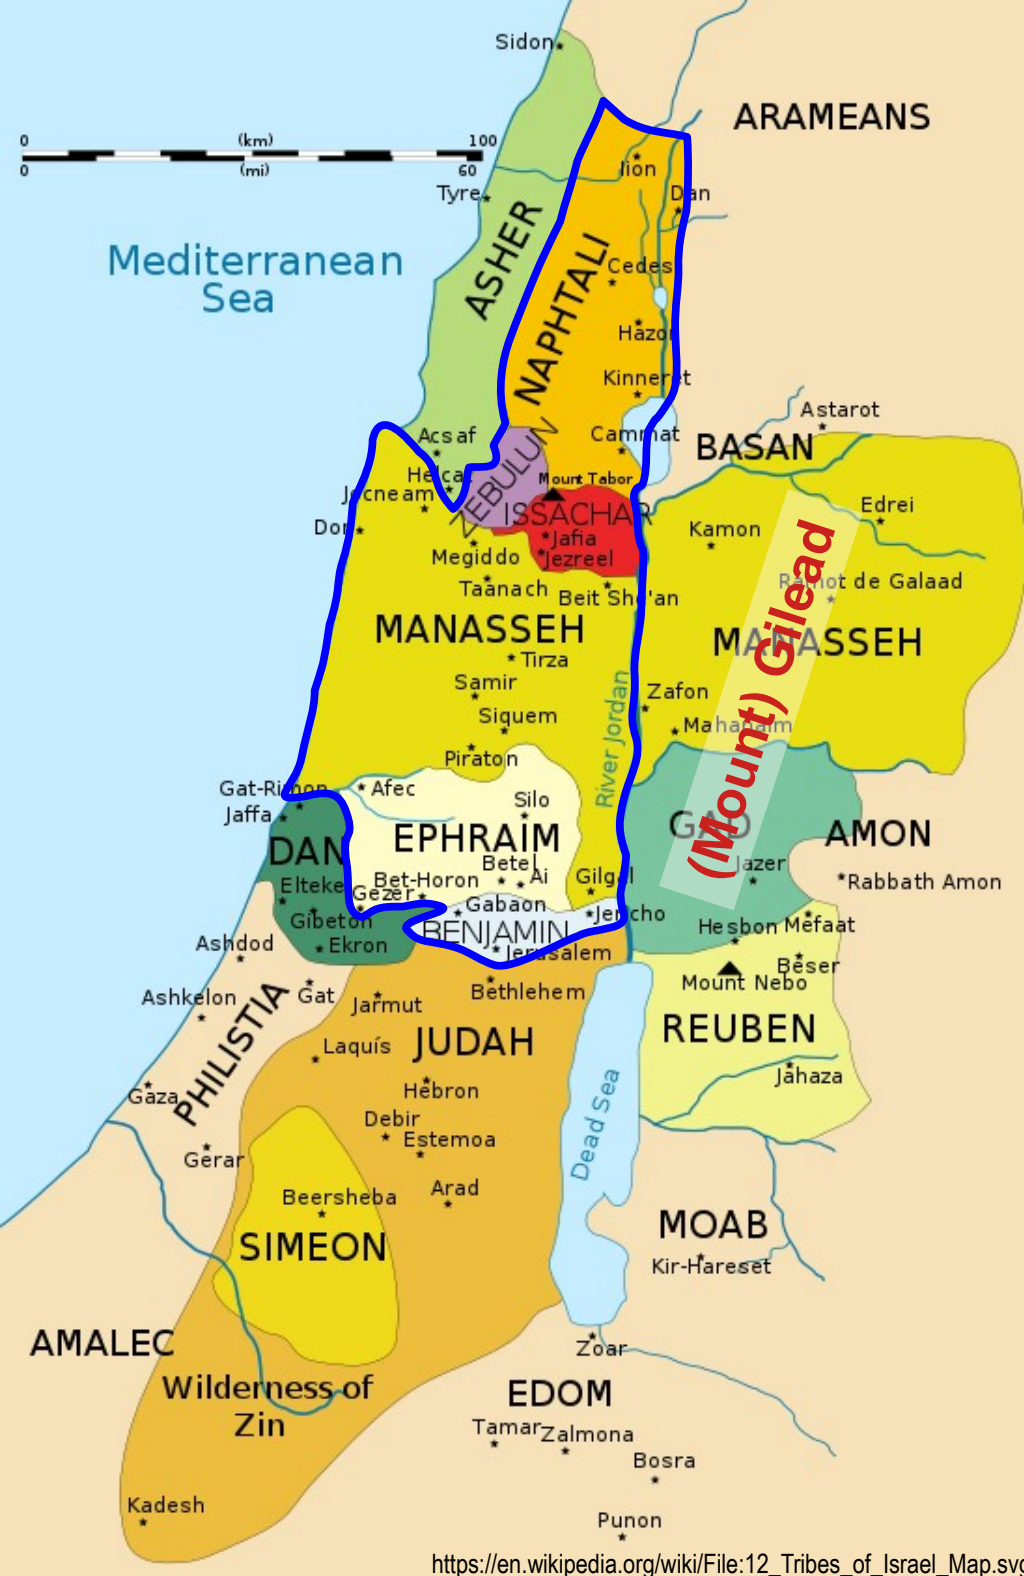 Sidon
ARAMEANS
0 (km) 100
0 (mi) 60
Ijon
Tyre
Dan
ASHER
Mediterranean
Sea
NAPHTALI
Cedes
Hazor
Kinneret
Astarot
Acsaf
Cammat
BASAN
Helcat
ZEBULUN
Mount Tabor
Jocneam
Edrei
ISSACHAR
Dor
Kamon
Jafia
Megiddo
Jezreel
Taanach
Beit She'an
Ramot de Galaad
MANASSEH
MANASSEH
(Mount) Gilead
Tirza
Samir
Zafon
Siquem
River Jordan
Mahanaim
Piraton
Gat-Rimon
Afec
Silo
Jaffa
GAD
AMON
DAN
EPHRAIM
Betel
Jazer
Ai
Gilgal
Rabbath Amon
Elteke
Bet-Horon
Gezer
Gabaon
Jericho
Gibeton
Hesbon
Mefaat
BENJAMIN
Ashdod
Ekron
Jerusalem
Beser
Mount Nebo
Ashkelon
Gat
Jarmut
Bethlehem
REUBEN
PHILISTIA
Laquís
JUDAH
Jahaza
Gaza
Hebron
Dead Sea
Debir
Estemoa
Gerar
Beersheba
Arad
MOAB
SIMEON
Kir-Hareset
AMALEC
Zoar
Wilderness of
Zin
EDOM
Tamar
Zalmona
Bosra
Kadesh
Punon
https://en.wikipedia.org/wiki/File:12_Tribes_of_Israel_Map.svg